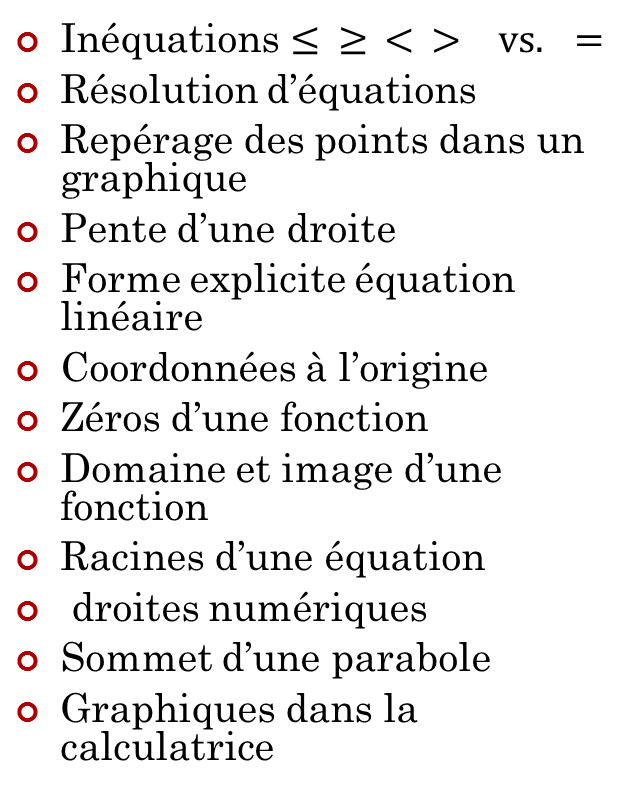 Inéquations ≤ ≥ < > vs. =
Résolution d’équations
Repérage des points dans un
graphique
Pente d’une droite
Forme explicite équation
linéaire
Coordonnées à l’origine
Zéros d’une fonction
Domaine et image d’une
fonction
Racines d’une équation
droites numériques
Sommet d’une parabole
Graphiques dans la
calculatrice